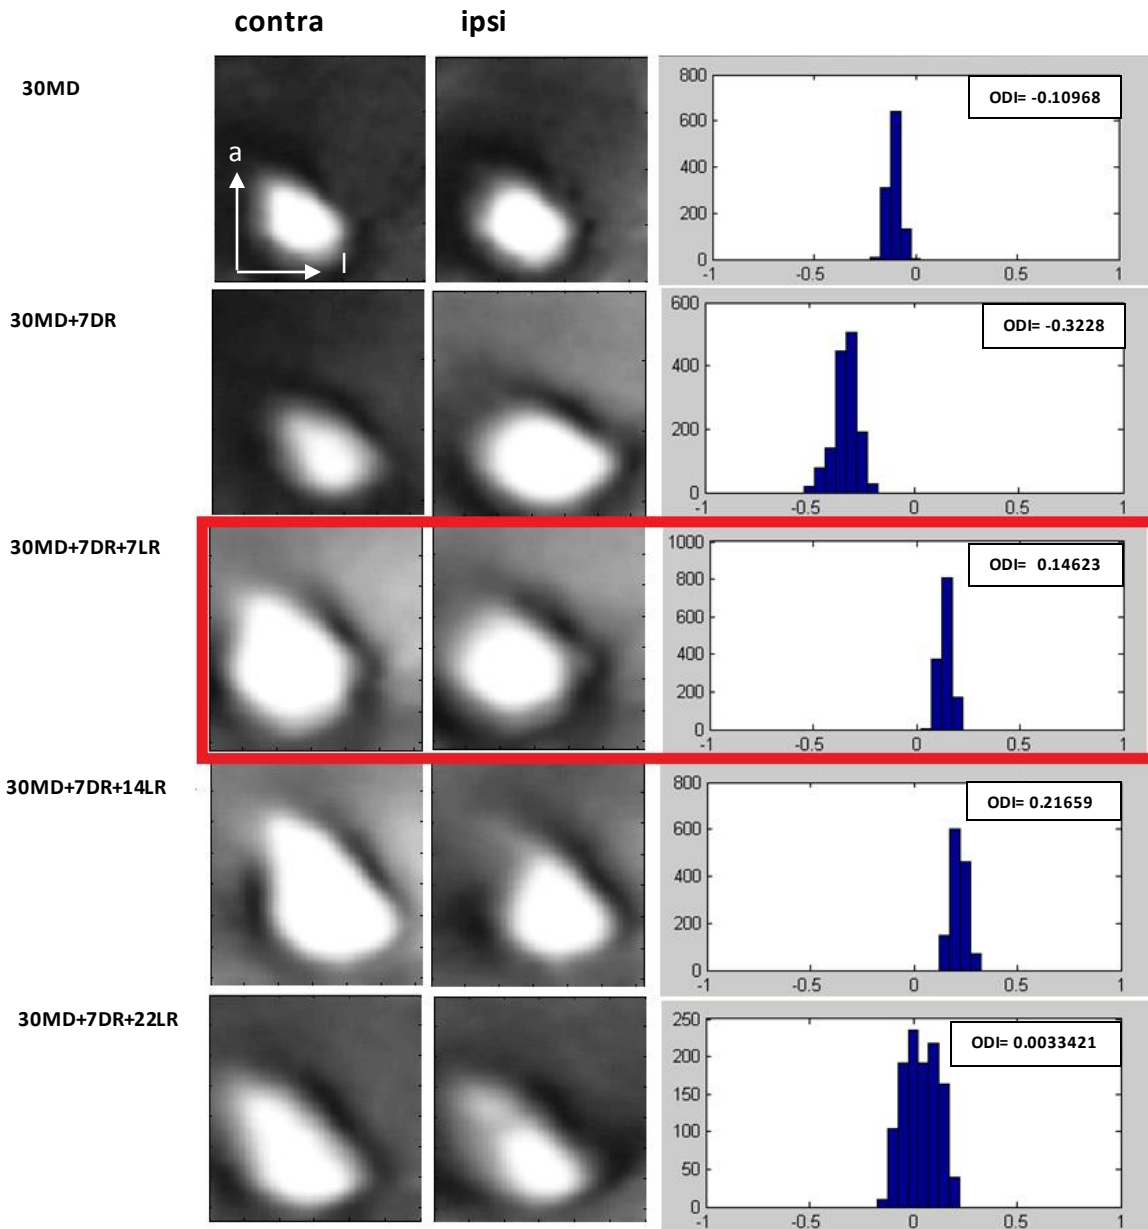 contra ipsi
30MD
a
l
800
600
400
200
0
-1 -0.5 0 0.5 1
ODI= -0.10968
30MD+7DR
600
400
200
0
-1 -0.5 0 0.5 1
ODI= -0.3228
30MD+7DR+7LR
1000
800
600
400
200
0
-1 -0.5 0 0.5 1
ODI= 0.14623
30MD+7DR+14LR
800
600
400
200
0
-1 -0.5 0 0.5 1
ODI= 0.21659
30MD+7DR+22LR
250
200
150
100
50
0
-1 -0.5 0 0.5 1
ODI= 0.0033421